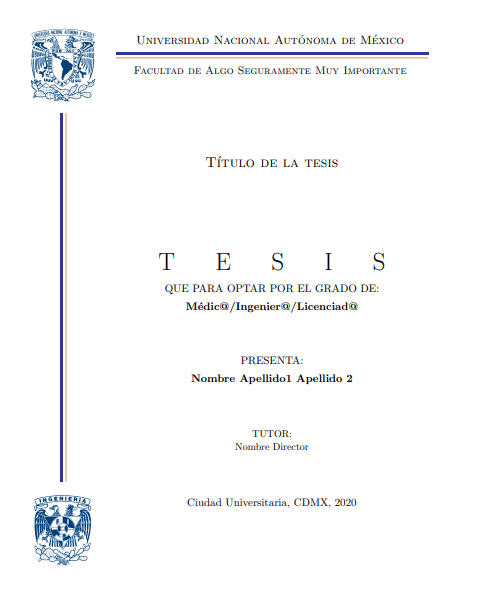 Universidad Nacional Autónoma de México
Facultad de Algo Seguramente Muy Importante
Título de la tesis
T E S I S
QUE PARA OPTAR POR EL GRADO DE:
Médic@/Ingenier@/Licenciad@
PRESENTA:
Nombre Apellido1 Apellido 2
TUTOR:
Nombre Director
INGENIERIA
Ciudad Universitaria, CDMX, 2020